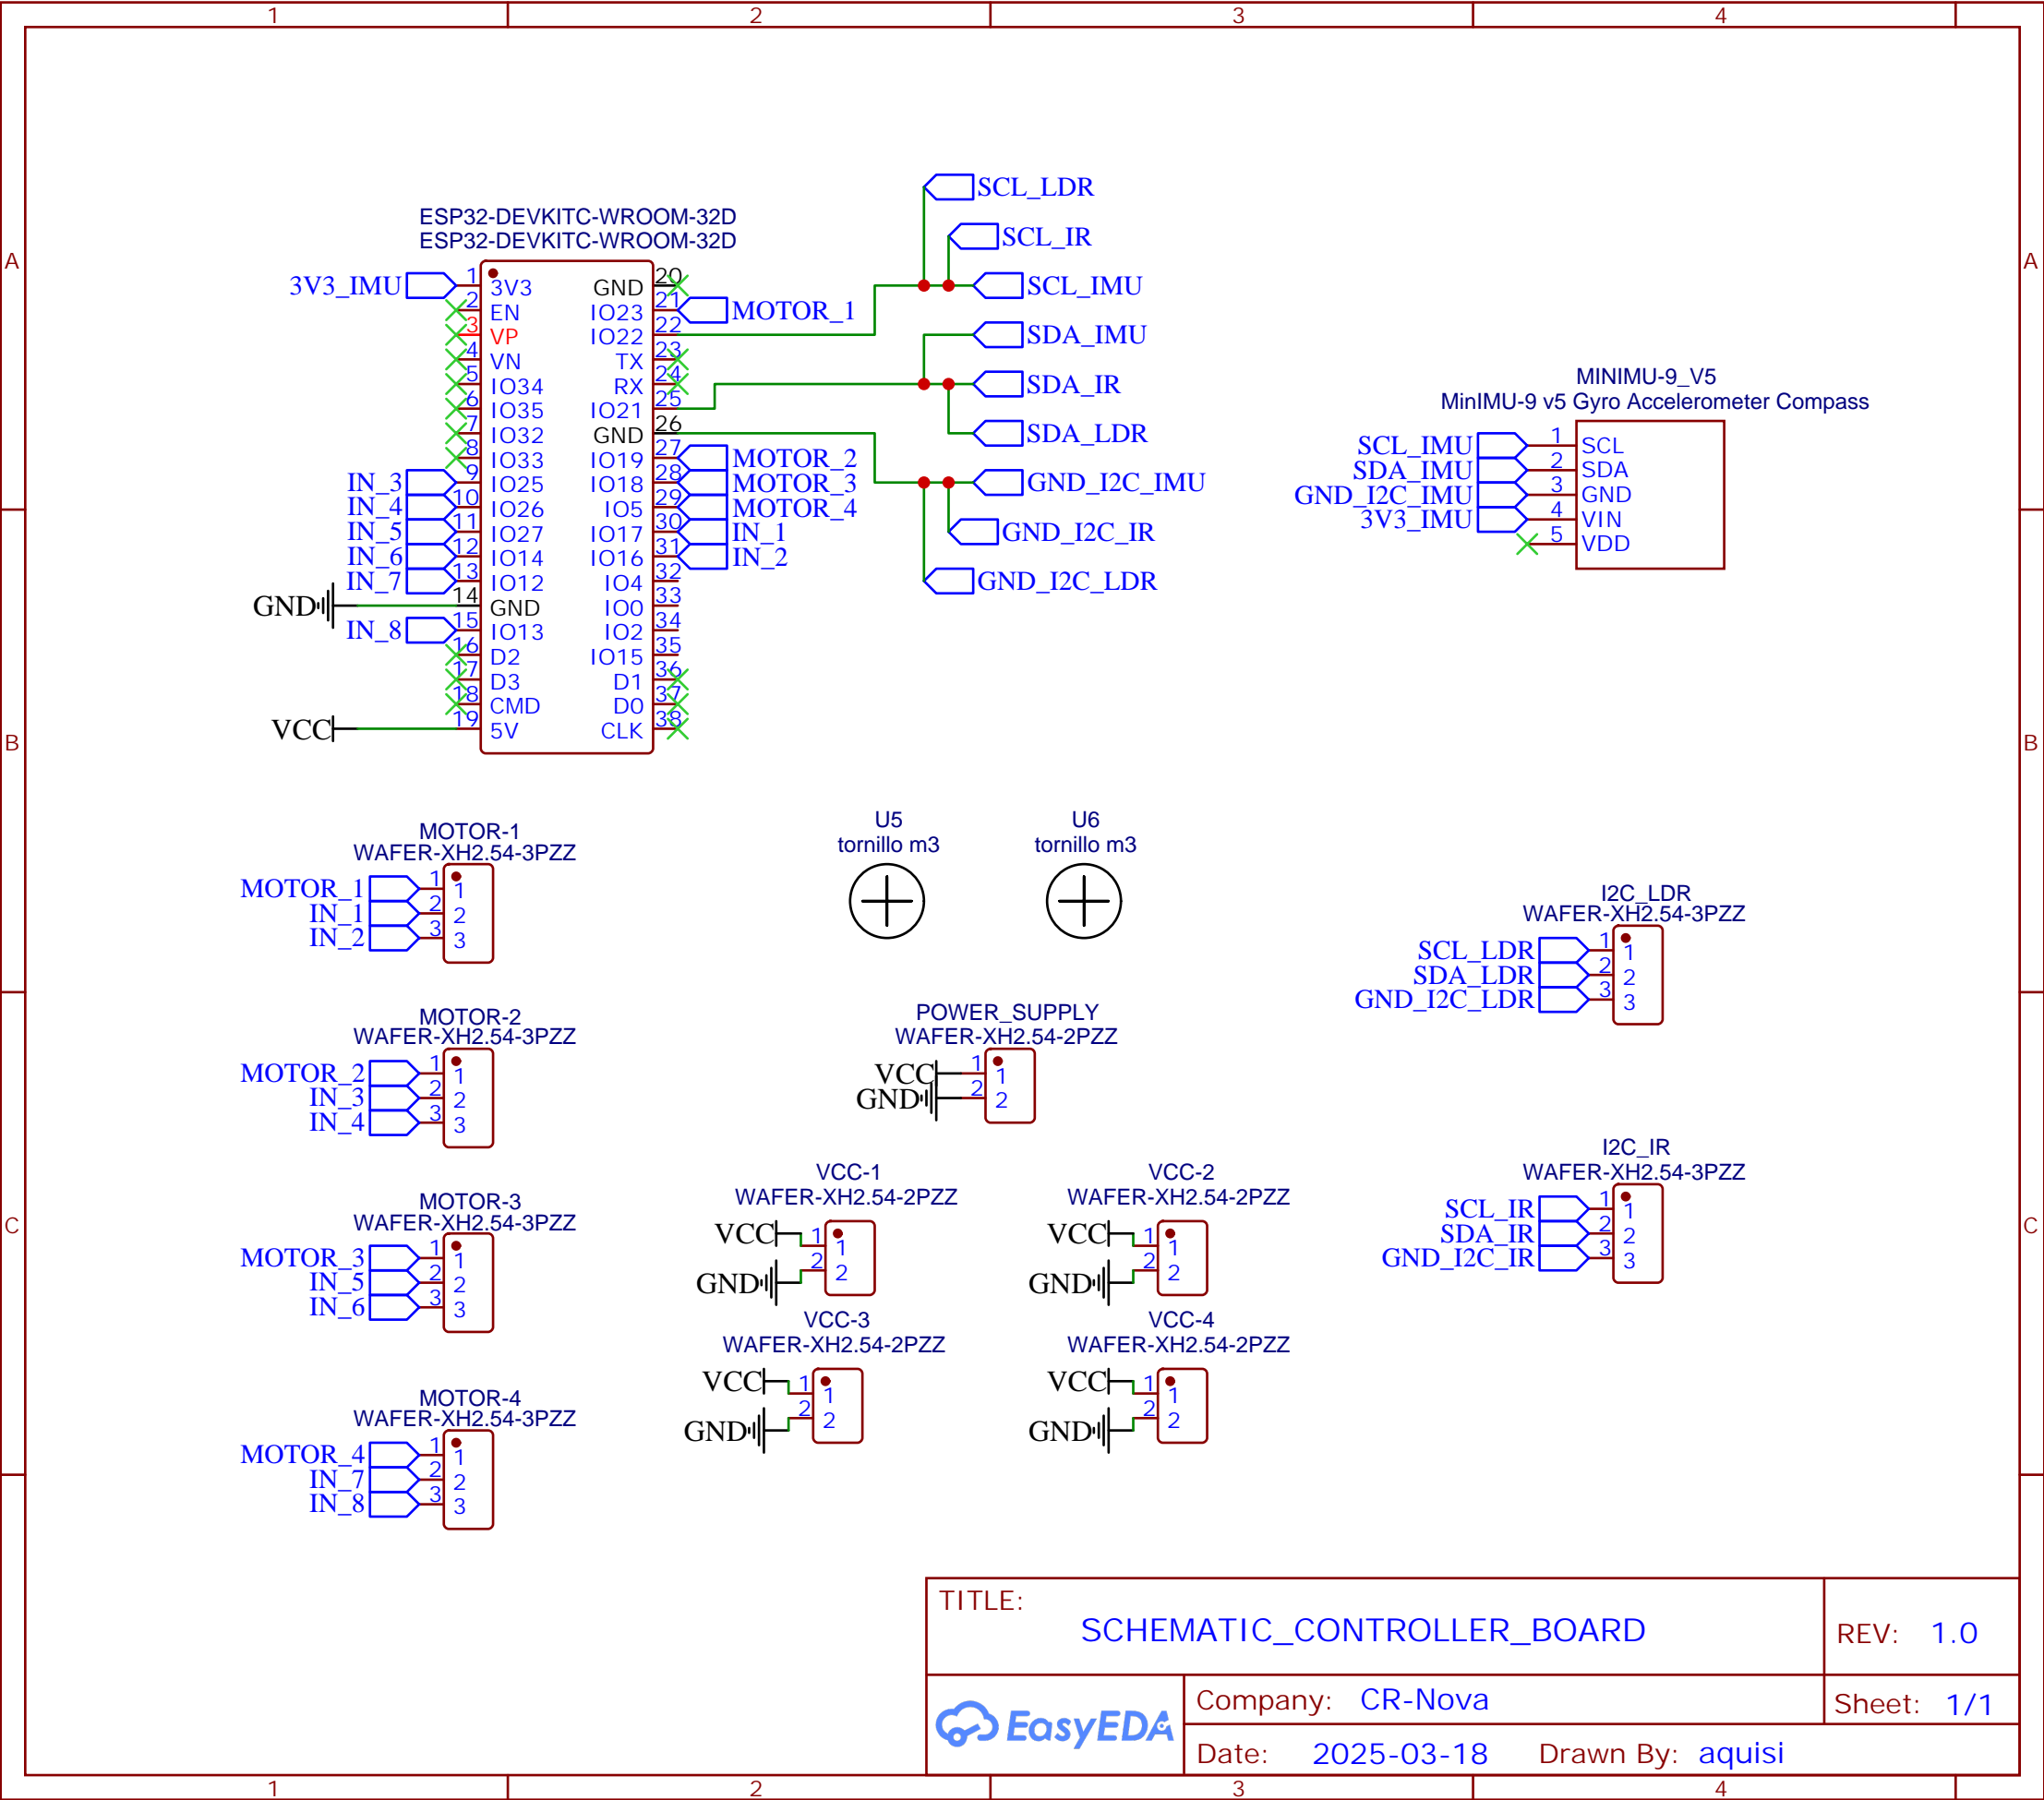 1 2 3 4
A A
B B
C C
ESP32-DEVKITC-WROOM-32D
ESP32-DEVKITC-WROOM-32D
3V3_IMU 1 3V3 GND 20
2 EN IO23 21 MOTOR_1
3 VP IO22 22
4 VN TX 23
5 IO34 RX 24
6 IO35 IO21 25
7 IO32 GND 26
8 IO33 IO19 27 MOTOR_2
IN_3 9 IO25 IO18 28 MOTOR_3
IN_4 10 IO26 IO5 29 MOTOR_4
IN_5 11 IO27 IO17 30 IN_1
IN_6 12 IO14 IO16 31 IN_2
IN_7 13 IO12 IO4 32
GND 14 GND IO0 33
IN_8 15 IO13 IO2 34
16 D2 IO15 35
17 D3 D1 36
18 CMD D0 37
VCC 19 5V CLK 38
SCL_LDR
SCL_IR
SCL_IMU
SDA_IMU
SDA_IR
SDA_LDR
GND_I2C_IMU
GND_I2C_IR
GND_I2C_LDR
MINIMU-9_V5
MinIMU-9 v5 Gyro Accelerometer Compass
SCL_IMU 1 SCL
SDA_IMU 2 SDA
GND_I2C_IMU 3 GND
3V3_IMU 4 VIN
5 VDD
MOTOR-1
WAFER-XH2.54-3PZZ
MOTOR_1 1 1
IN_1 2 2
IN_2 3 3
MOTOR-2
WAFER-XH2.54-3PZZ
MOTOR_2 1 1
IN_3 2 2
IN_4 3 3
MOTOR-3
WAFER-XH2.54-3PZZ
MOTOR_3 1 1
IN_5 2 2
IN_6 3 3
MOTOR-4
WAFER-XH2.54-3PZZ
MOTOR_4 1 1
IN_7 2 2
IN_8 3 3
U5
tornillo m3
U6
tornillo m3
POWER_SUPPLY
WAFER-XH2.54-2PZZ
VCC 1 1
GND 2 2
VCC-1
WAFER-XH2.54-2PZZ
VCC 1 1
GND 2 2
VCC-2
WAFER-XH2.54-2PZZ
VCC 1 1
GND 2 2
VCC-3
WAFER-XH2.54-2PZZ
VCC 1 1
GND 2 2
VCC-4
WAFER-XH2.54-2PZZ
VCC 1 1
GND 2 2
I2C_LDR
WAFER-XH2.54-3PZZ
SCL_LDR 1 1
SDA_LDR 2 2
GND_I2C_LDR 3 3
I2C_IR
WAFER-XH2.54-3PZZ
SCL_IR 1 1
SDA_IR 2 2
GND_I2C_IR 3 3
TITLE:
SCHEMATIC_CONTROLLER_BOARD
REV: 1.0
EasyEDA
Company: CR-Nova
Sheet: 1/1
Date: 2025-03-18 Drawn By: aquisi
1 2 3 4